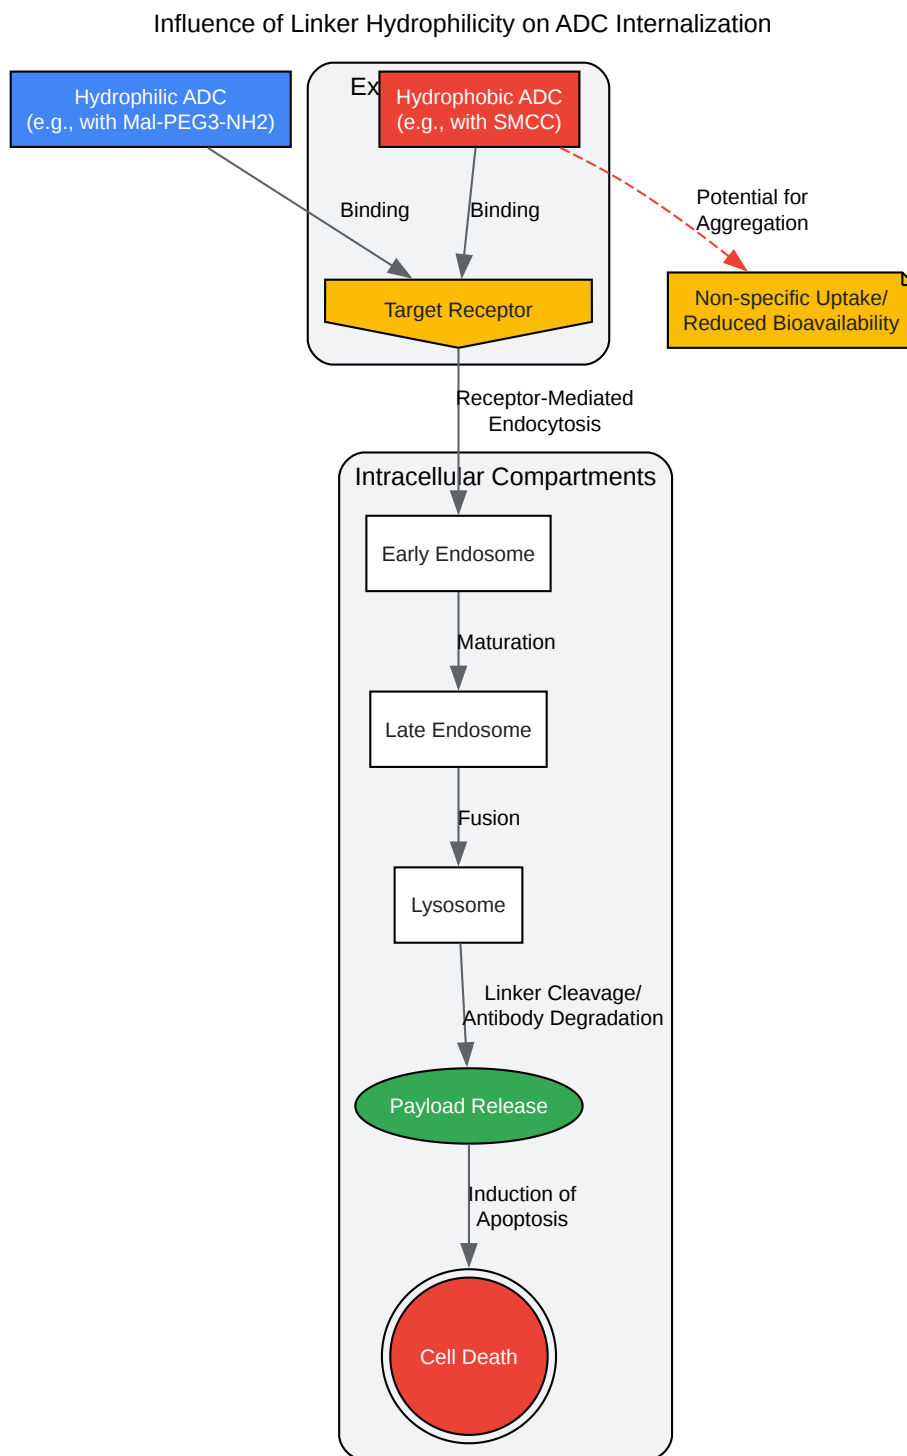 Influence of Linker Hydrophilicity on ADC Internalization
Hydrophilic ADC
(e.g., with Mal-PEG3-NH2)
Ex
Hydrophobic ADC
(e.g., with SMCC)
Binding
Binding
Potential for
Aggregation
Target Receptor
Non-specific Uptake/
Reduced Bioavailability
Receptor-Mediated
Endocytosis
Intracellular Compartments
Early Endosome
Maturation
Late Endosome
Fusion
Lysosome
Linker Cleavage/
Antibody Degradation
Payload Release
Induction of
Apoptosis
Cell Death